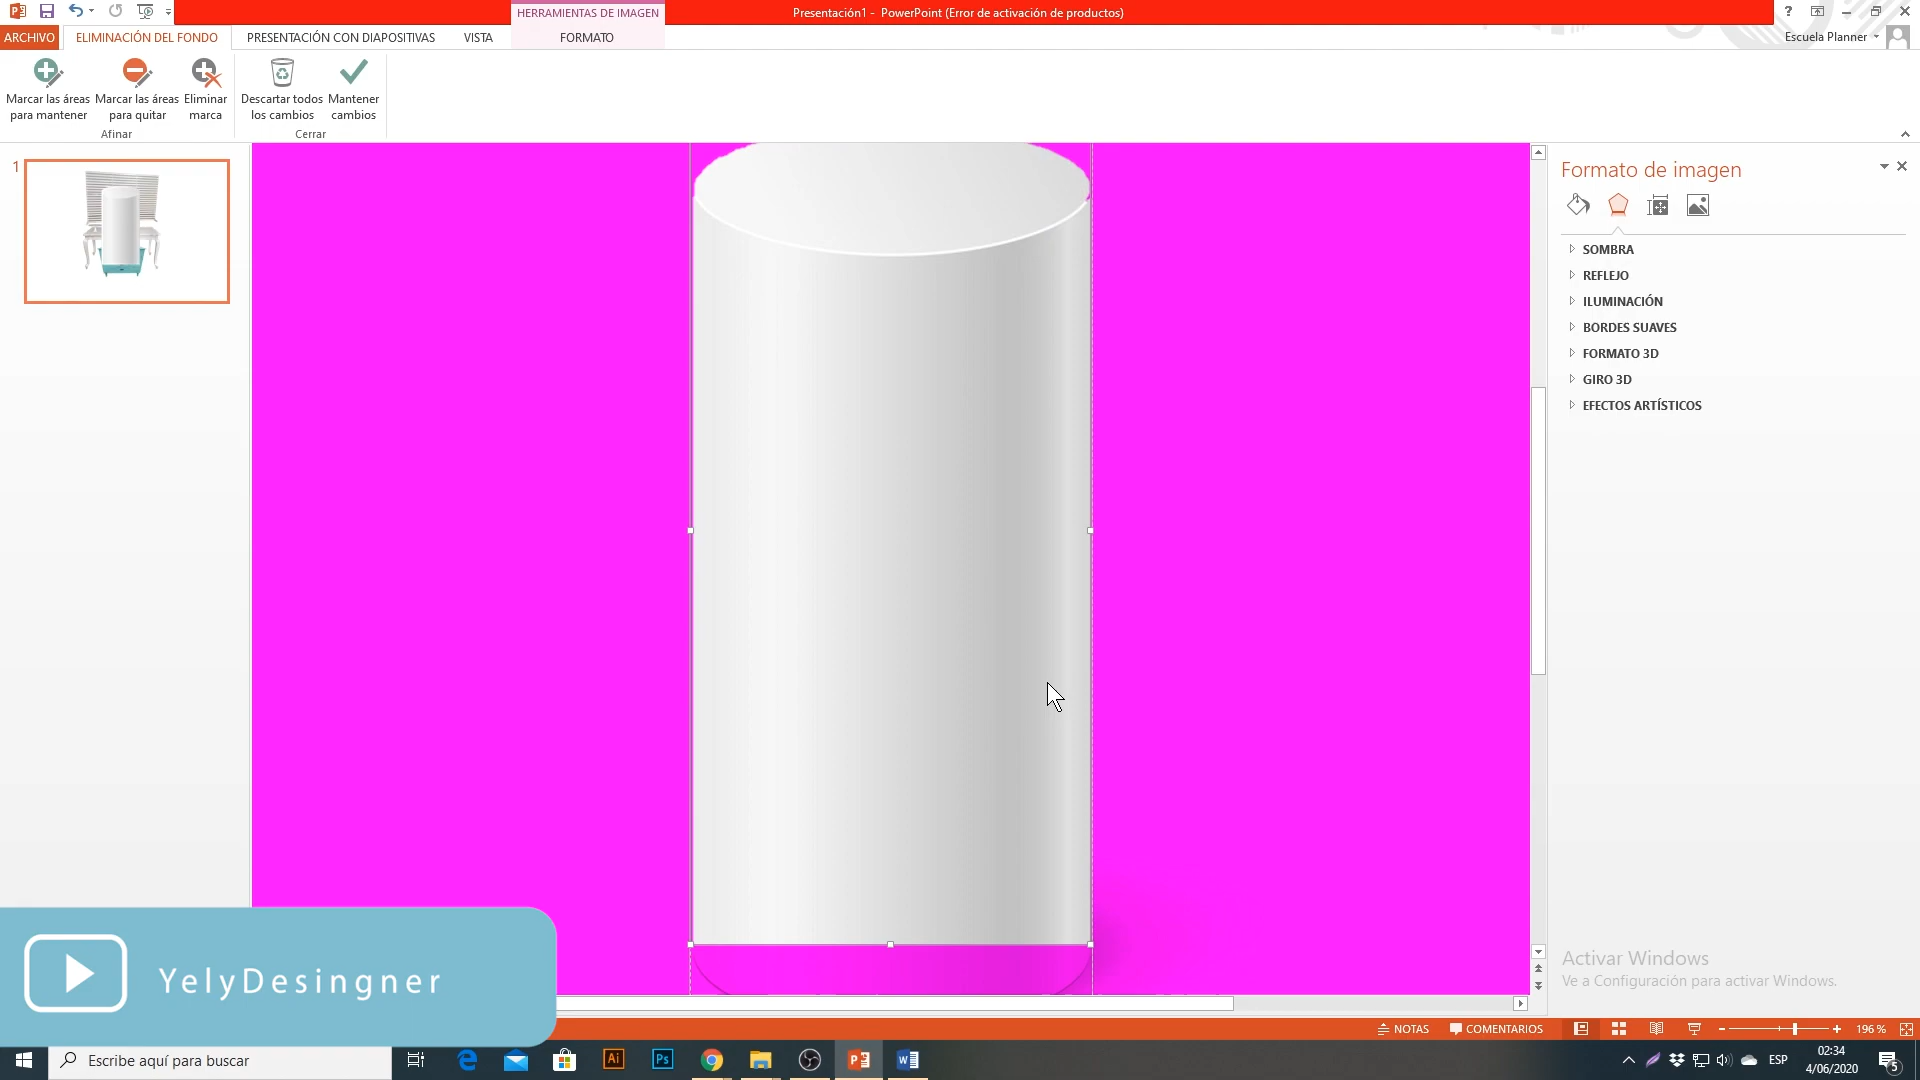 HERRAMIENTAS DE IMAGEN
Presentación1 - PowerPoint (Error de activación de productos)
?
ARCHIVO
ELIMINACIÓN DEL FONDO
PRESENTACIÓN CON DIAPOSITIVAS
VISTA
FORMATO
Escuela Planner
Marcar las áreas
para mantener
Marcar las áreas
para quitar
Eliminar
marca
Descartar todos
los cambios
Mantener
cambios
Afinar
Cerrar
1
Formato de imagen
SOMBRA
REFLEJO
ILUMINACIÓN
BORDES SUAVES
FORMATO 3D
GIRO 3D
EFECTOS ARTÍSTICOS
Activar Windows
Ve a Configuración para activar Windows.
YelyDesingner
NOTAS
COMENTARIOS
196 %
Escribe aquí para buscar
Ai
Ps
ESP
02:34
4/06/2020
5